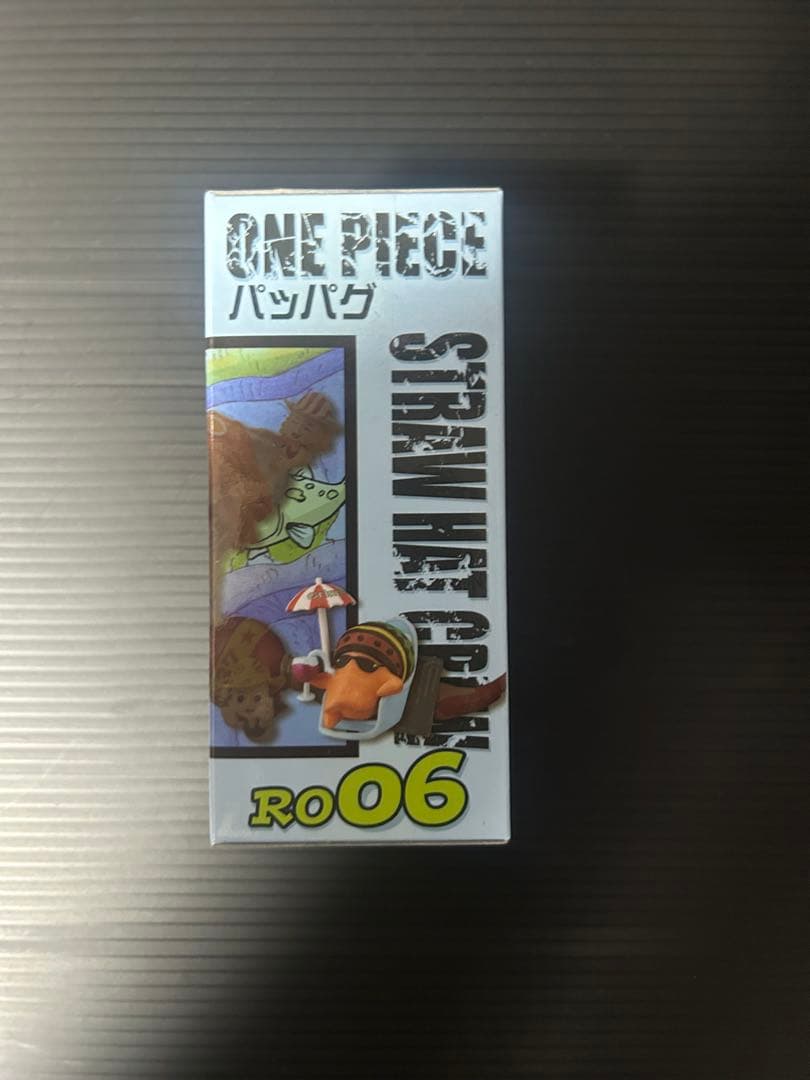 ONE PIECE
パッパグ
STRAW HAT CREW
RO06